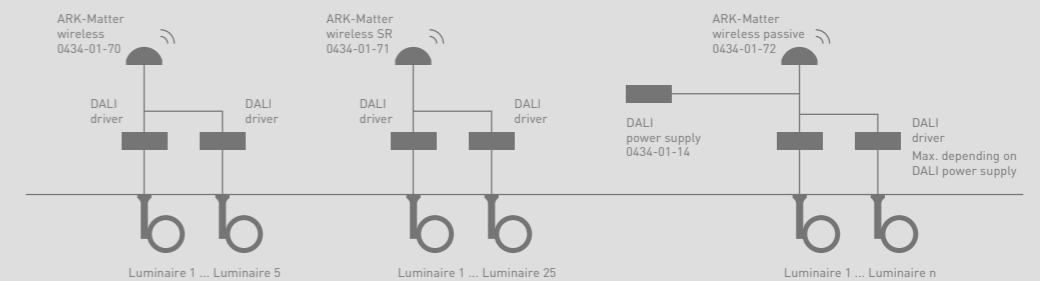 ARK-Matter
wireless
0434-01-70
DALI
driver
DALI
driver
Luminaire 1 ... Luminaire 5
ARK-Matter
wireless SR
0434-01-71
DALI
driver
DALI
driver
Luminaire 1 ... Luminaire 25
ARK-Matter
wireless passive
0434-01-72
DALI
power supply
0434-01-14
DALI
driver
Max. depending on
DALI power supply
Luminaire 1 ... Luminaire n